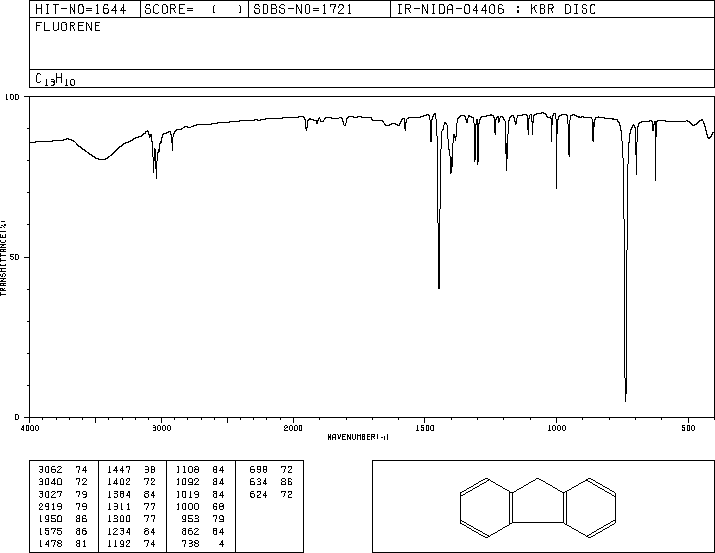 HIT-NO=1644 SCORE= ( ) SDBS-NO=1721 IR-NIDA-04406 : KBR DISC
FLUORENE
C13H10
100
50
0
TRANSMITTANCE(%)
4000 3000 2000 1500 1000 500
WAVENUMBER(-1)
3062 74 1447 38 1108 84 698 72
3040 72 1402 72 1092 84 634 86
3027 79 1384 84 1019 84 624 72
2919 79 1311 77 1000 68
1950 86 1300 77 953 79
1575 86 1234 84 862 84
1478 81 1192 74 738 4